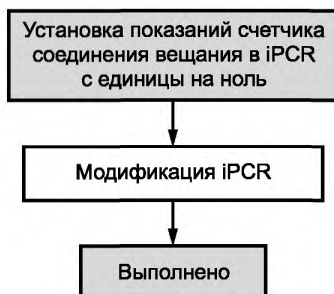 Установка показаний счетчика
соединения вещания в iPCR
с единицы на ноль
Модификация iPCR
Выполнено